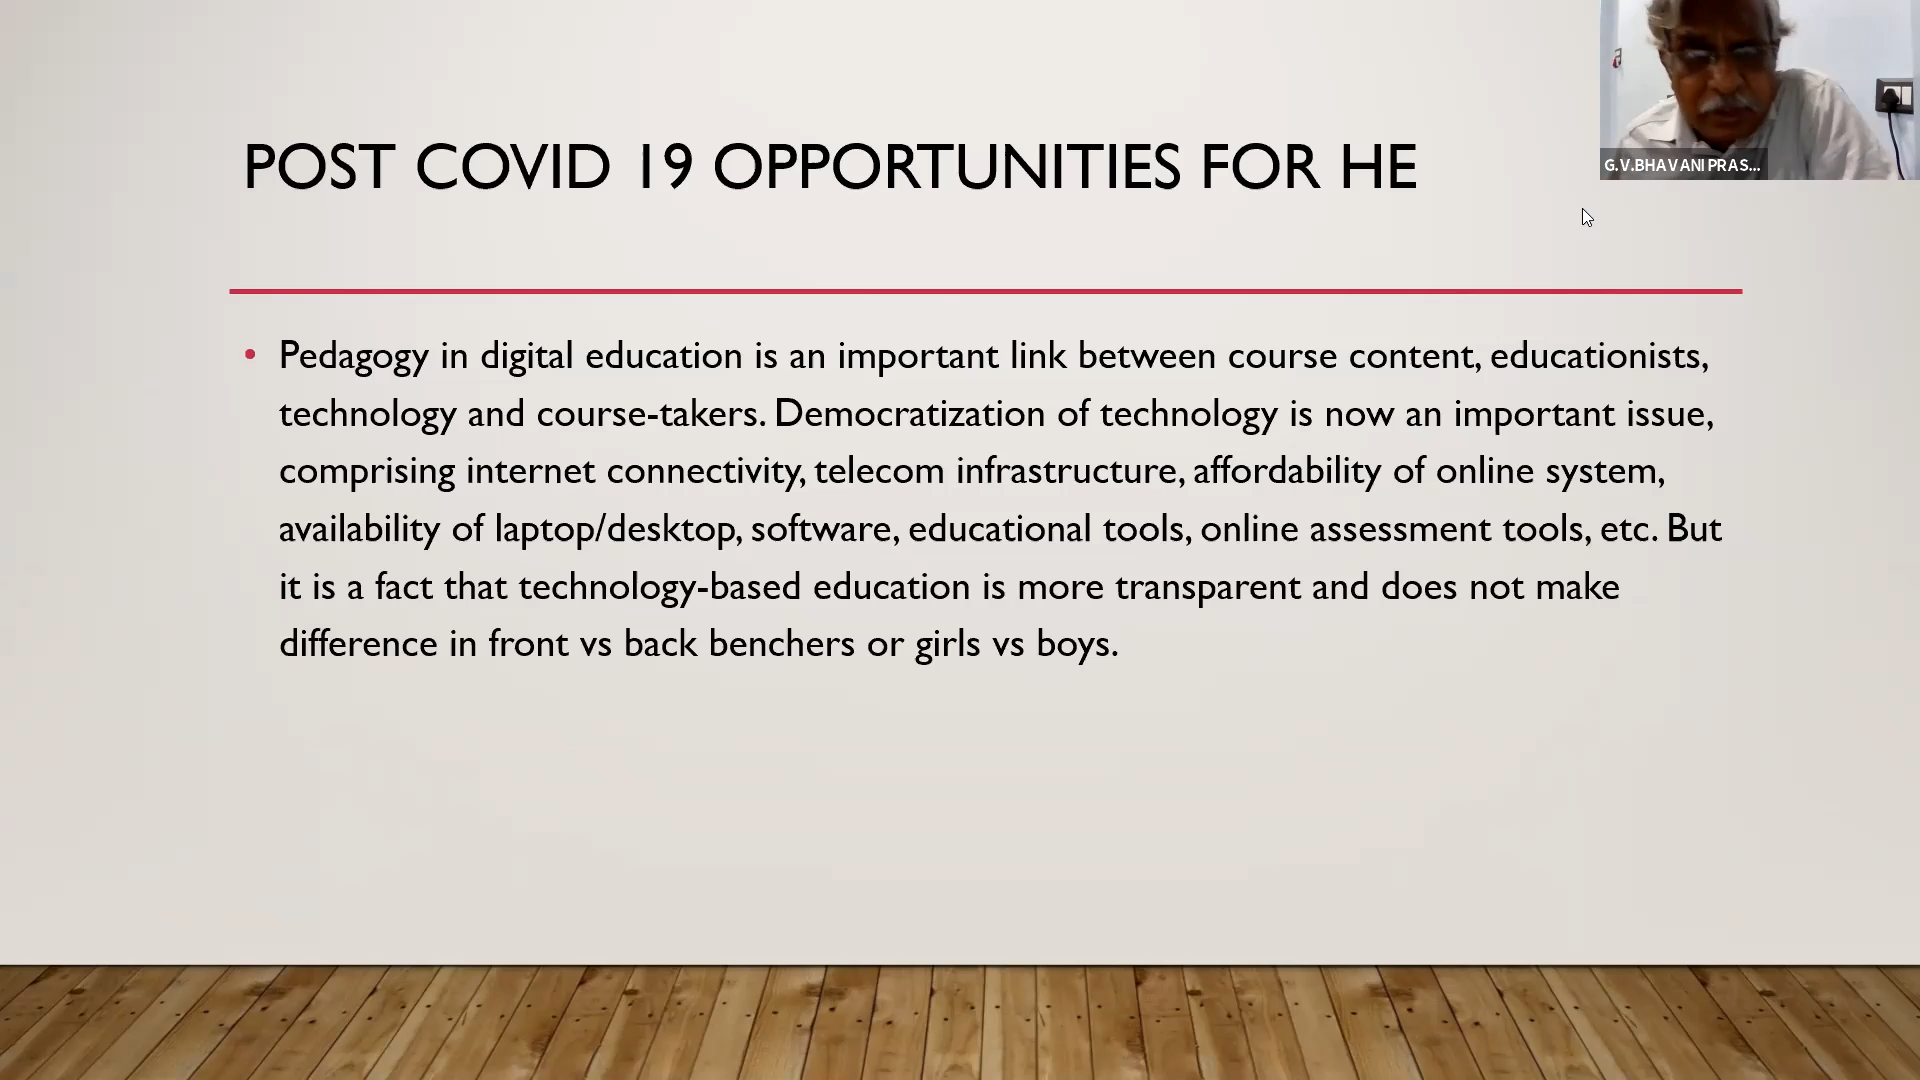 POST COVID 19 OPPORTUNITIES FOR HE
G.V.BHAVANI PRAS...
• Pedagogy in digital education is an important link between course content, educationists,
technology and course-takers. Democratization of technology is now an important issue,
comprising internet connectivity, telecom infrastructure, affordability of online system,
availability of laptop/desktop, software, educational tools, online assessment tools, etc. But
it is a fact that technology-based education is more transparent and does not make
difference in front vs back benchers or girls vs boys.